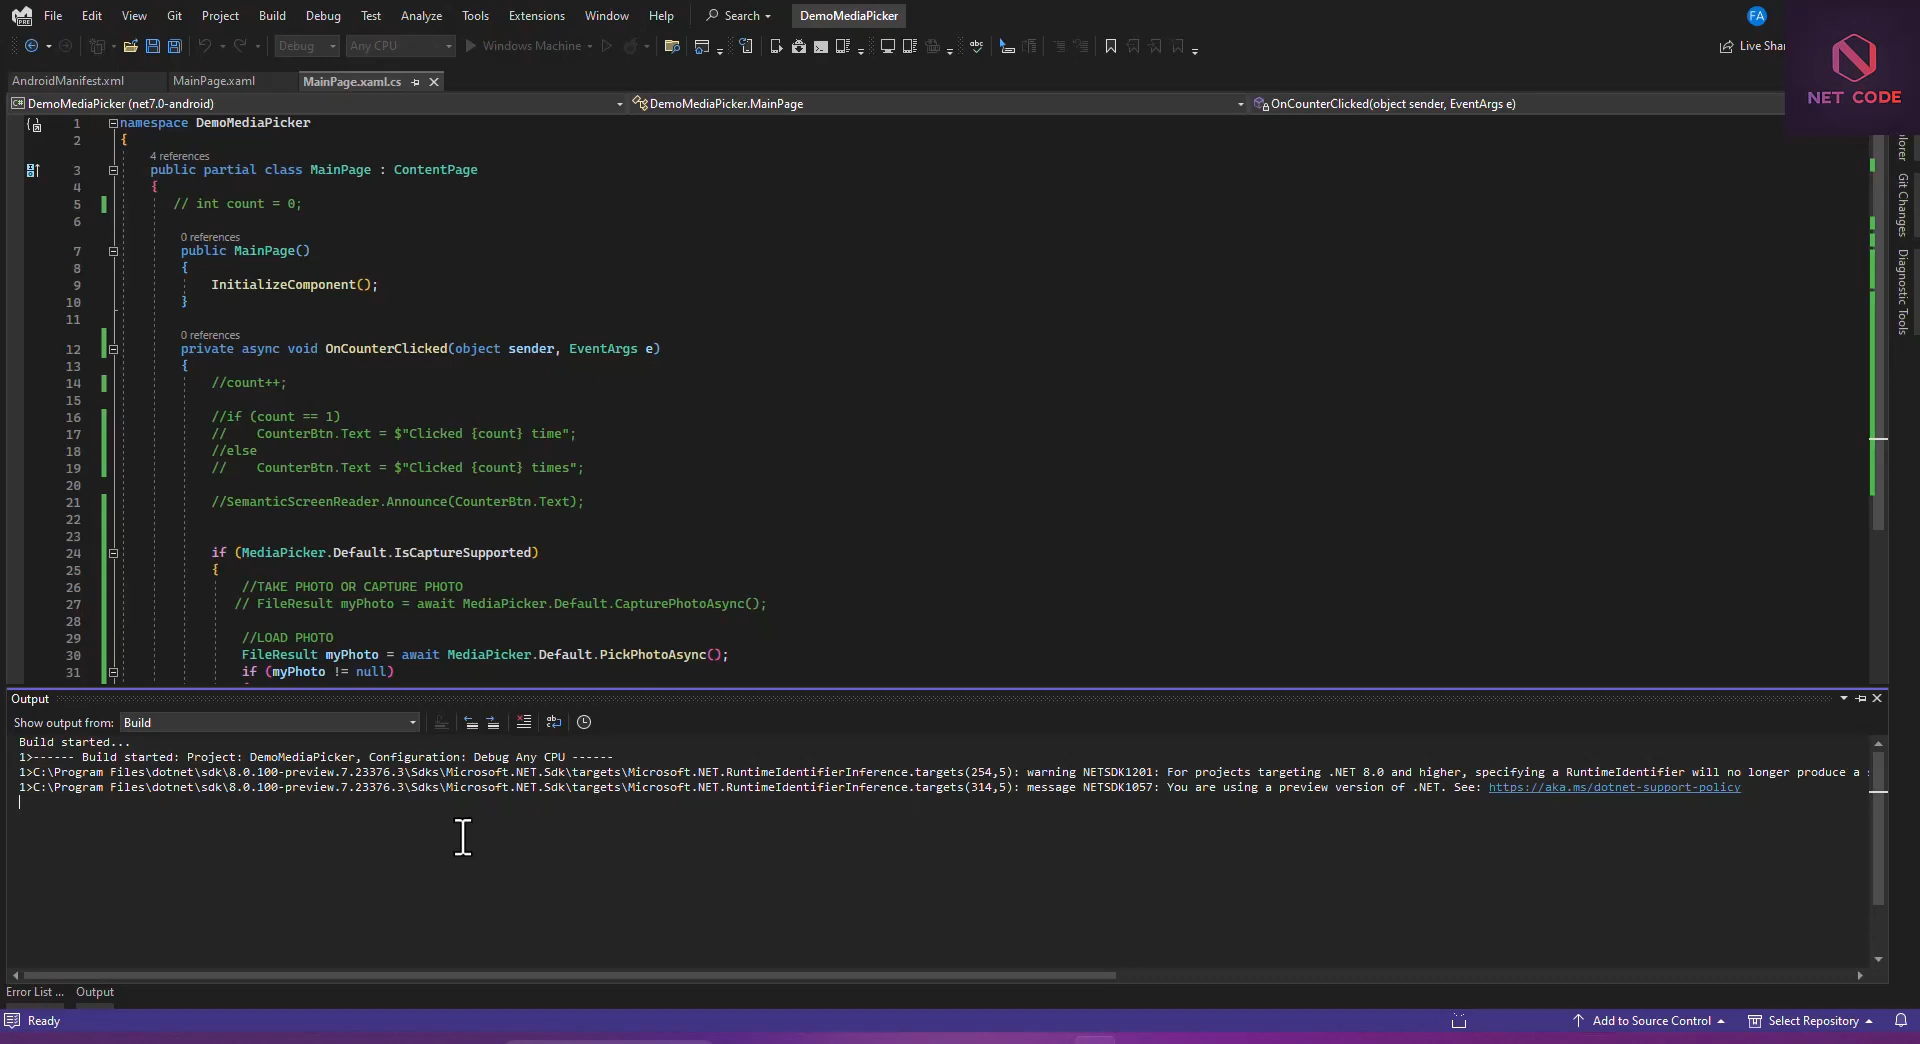 File Edit View Git Project Build Debug Test Analyze Tools Extensions Window Help Search DemoMediaPicker FA
Debug Any CPU Windows Machine Live Shar
NET CODE
AndroidManifest.xml MainPage.xaml MainPage.xaml.cs
DemoMediaPicker (net7.0-android) DemoMediaPicker.MainPage OnCounterClicked(object sender, EventArgs e)
1 namespace DemoMediaPicker
2 {
4 references
3 public partial class MainPage : ContentPage
4 {
5 // int count = 0;
6
0 references
7 public MainPage()
8 {
9 InitializeComponent();
10 }
11
0 references
12 private async void OnCounterClicked(object sender, EventArgs e)
13 {
14 //count++;
15
16 //if (count == 1)
17 //    CounterBtn.Text = $"Clicked {count} time";
18 //else
19 //    CounterBtn.Text = $"Clicked {count} times";
20
21 //SemanticScreenReader.Announce(CounterBtn.Text);
22
23
24 if (MediaPicker.Default.IsCaptureSupported)
25 {
26 //TAKE PHOTO OR CAPTURE PHOTO
27 // FileResult myPhoto = await MediaPicker.Default.CapturePhotoAsync();
28
29 //LOAD PHOTO
30 FileResult myPhoto = await MediaPicker.Default.PickPhotoAsync();
31 if (myPhoto != null)
lorer
Git Changes
Diagnostic Tools
Output
Show output from: Build
Build started...
1>------ Build started: Project: DemoMediaPicker, Configuration: Debug Any CPU ------
1>C:\Program Files\dotnet\sdk\8.0.100-preview.7.23376.3\Sdks\Microsoft.NET.Sdk\targets\Microsoft.NET.RuntimeIdentifierInference.targets(254,5): warning NETSDK1201: For projects targeting .NET 8.0 and higher, specifying a RuntimeIdentifier will no longer produce a s
1>C:\Program Files\dotnet\sdk\8.0.100-preview.7.23376.3\Sdks\Microsoft.NET.Sdk\targets\Microsoft.NET.RuntimeIdentifierInference.targets(314,5): message NETSDK1057: You are using a preview version of .NET. See: https://aka.ms/dotnet-support-policy
Error List ... Output
Ready Add to Source Control Select Repository